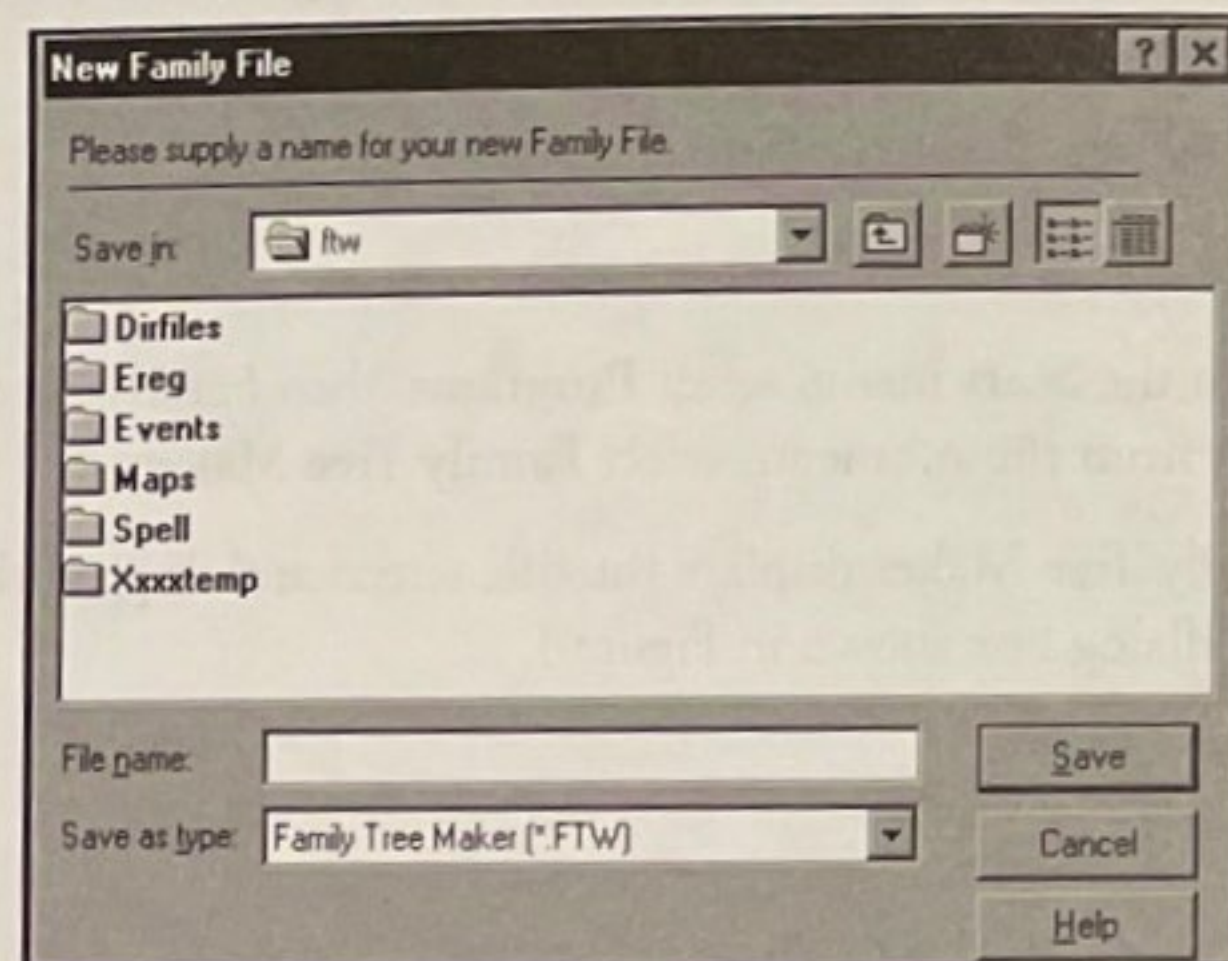 New Family File
Please supply a name for your new Family File.
Save in: ftw
Dirfiles
Ereg
Events
Maps
Spell
Xxxxtemp
File name:
Save
Save as type: Family Tree Maker (*.FTW)
Cancel
Help